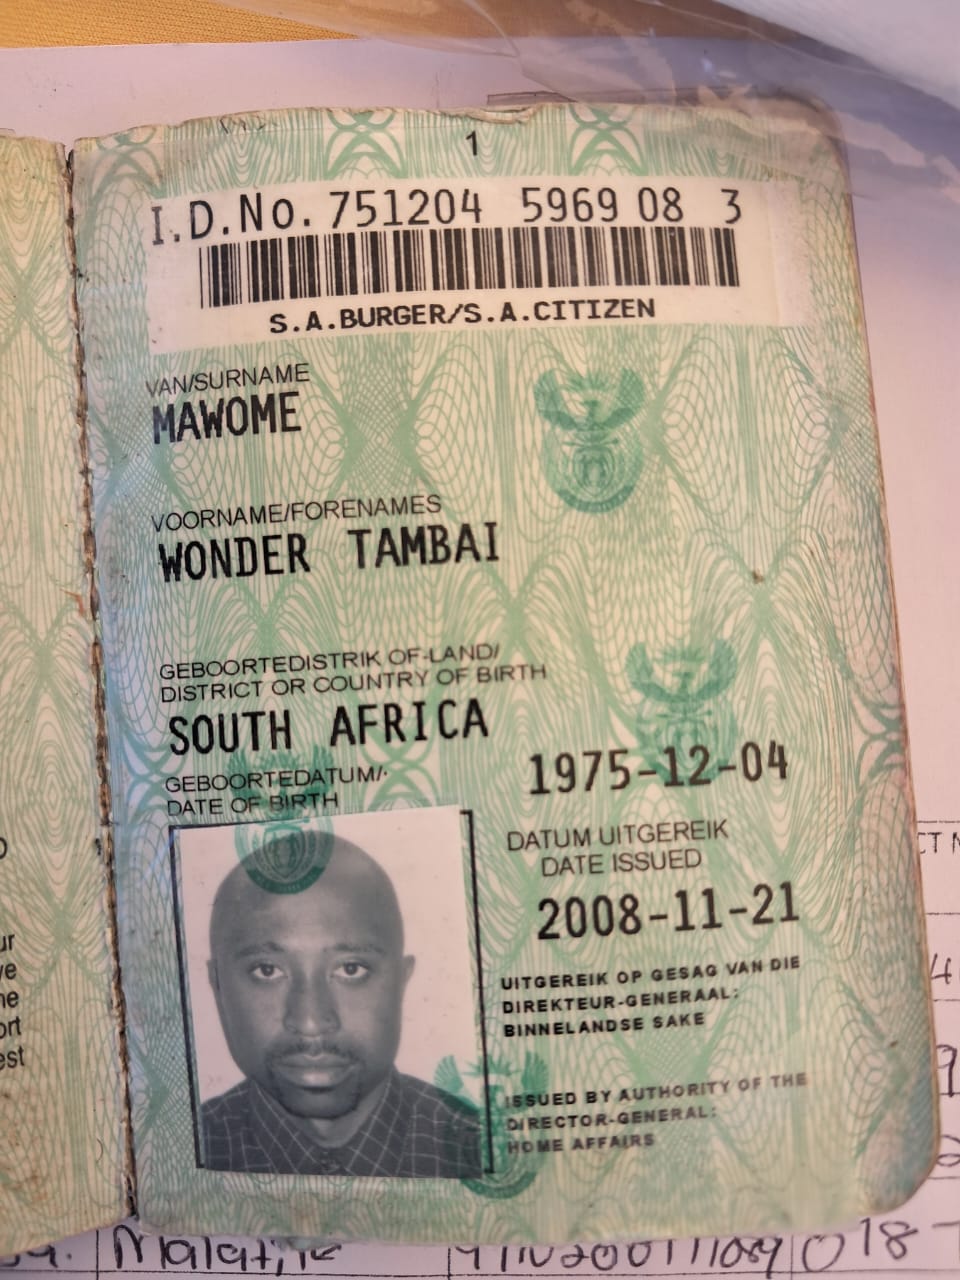 1
I.D.No. 751204 5969 08 3
S.A.BURGER/S.A.CITIZEN
VAN/SURNAME
MAWOME
VOORNAME/FORENAMES
WONDER TAMBAI
GEBOORTEDISTRIK OF-LAND/
DISTRICT OR COUNTRY OF BIRTH
SOUTH AFRICA
GEBOORTEDATUM/
DATE OF BIRTH
1975-12-04
DATUM UITGEREIK
DATE ISSUED
2008-11-21
UITGEREIK OP GESAG VAN DIE
DIREKTEUR-GENERAAL:
BINNELANDSE SAKE
ISSUED BY AUTHORITY OF THE
DIRECTOR-GENERAL:
HOME AFFAIRS
018